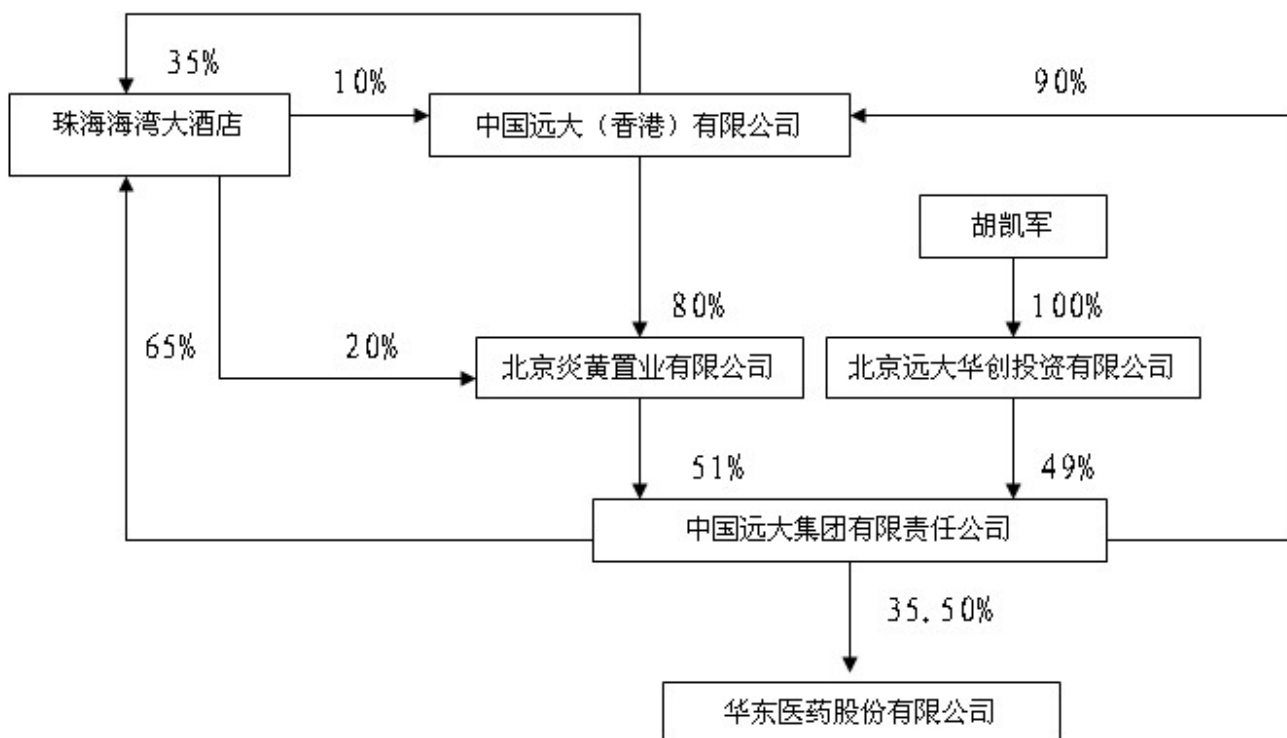 35%
10%
90%
珠海海湾大酒店
中国远大（香港）有限公司
胡凯军
65%
20%
80%
100%
北京炎黄置业有限公司
北京远大华创投资有限公司
51%
49%
中国远大集团有限责任公司
35.50%
华东医药股份有限公司